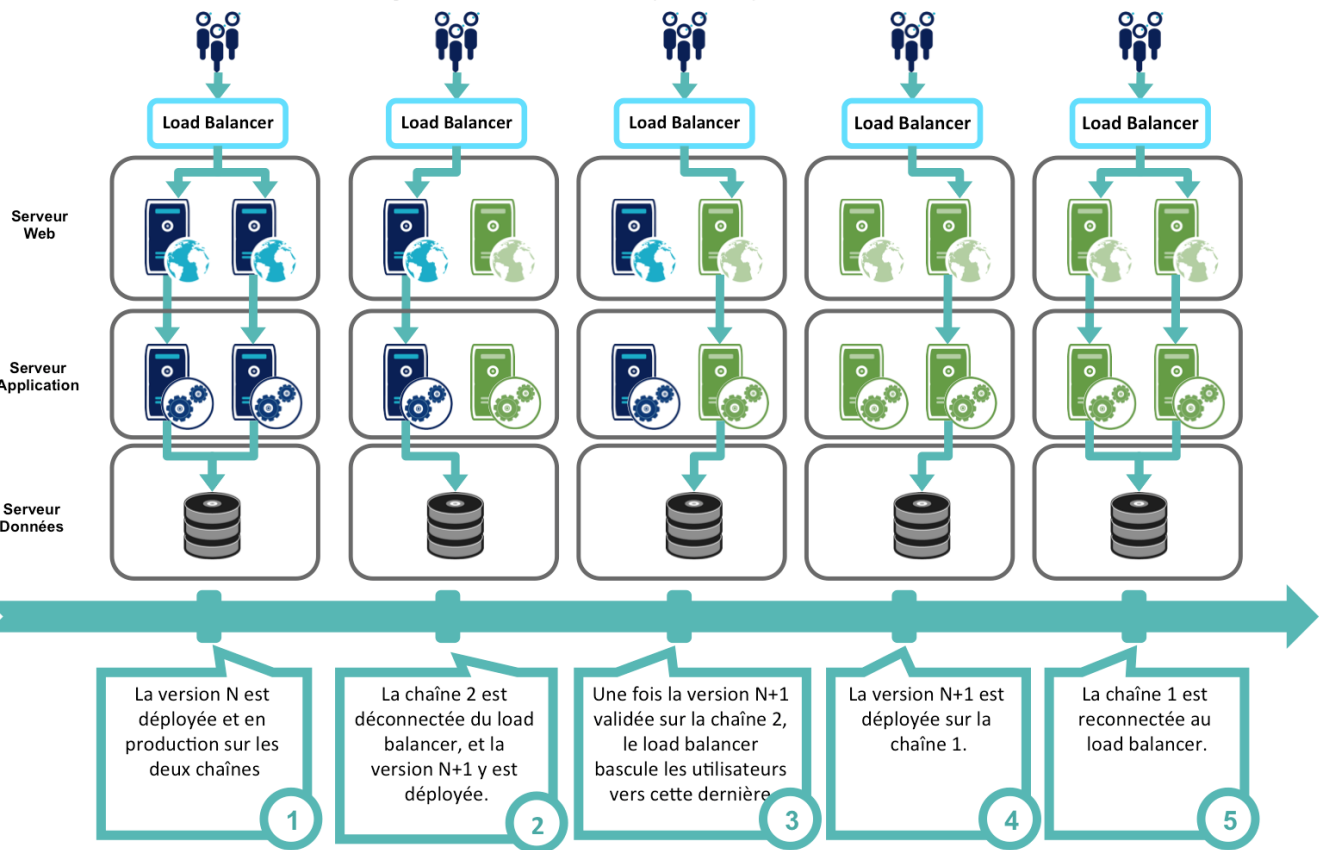 Load Balancer
Load Balancer
Load Balancer
Load Balancer
Load Balancer
Serveur
Web
Serveur
Application
Serveur
Données
La version N est
déployée et en
production sur les
deux chaînes
1
La chaîne 2 est
déconnectée du load
balancer, et la
version N+1 y est
déployée.
2
Une fois la version N+1
validée sur la chaîne 2,
le load balancer
bascule les utilisateurs
vers cette dernière
3
La version N+1 est
déployée sur la
chaîne 1.
4
La chaîne 1 est
reconnectée au
load balancer.
5